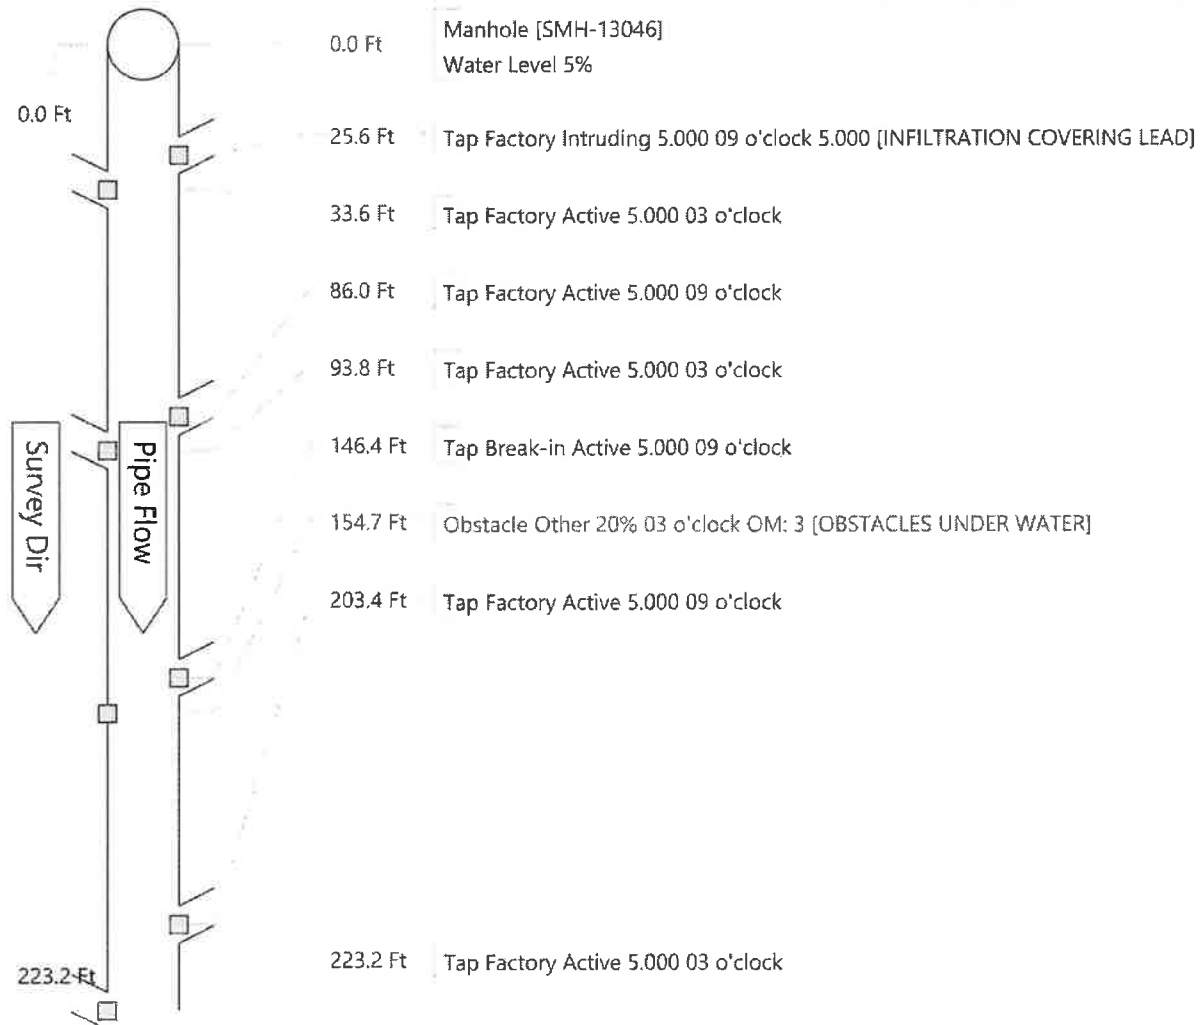 0.0 Ft Manhole [SMH-13046]
Water Level 5%
0.0 Ft
25.6 Ft Tap Factory Intruding 5.000 09 o'clock 5.000 [INFILTRATION COVERING LEAD]
33.6 Ft Tap Factory Active 5.000 03 o'clock
86.0 Ft Tap Factory Active 5.000 09 o'clock
93.8 Ft Tap Factory Active 5.000 03 o'clock
Survey Dir
Pipe Flow
146.4 Ft Tap Break-in Active 5.000 09 o'clock
154.7 Ft Obstacle Other 20% 03 o'clock OM: 3 [OBSTACLES UNDER WATER]
203.4 Ft Tap Factory Active 5.000 09 o'clock
223.2 Ft
223.2 Ft Tap Factory Active 5.000 03 o'clock